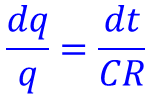 dq/q = dt/CR